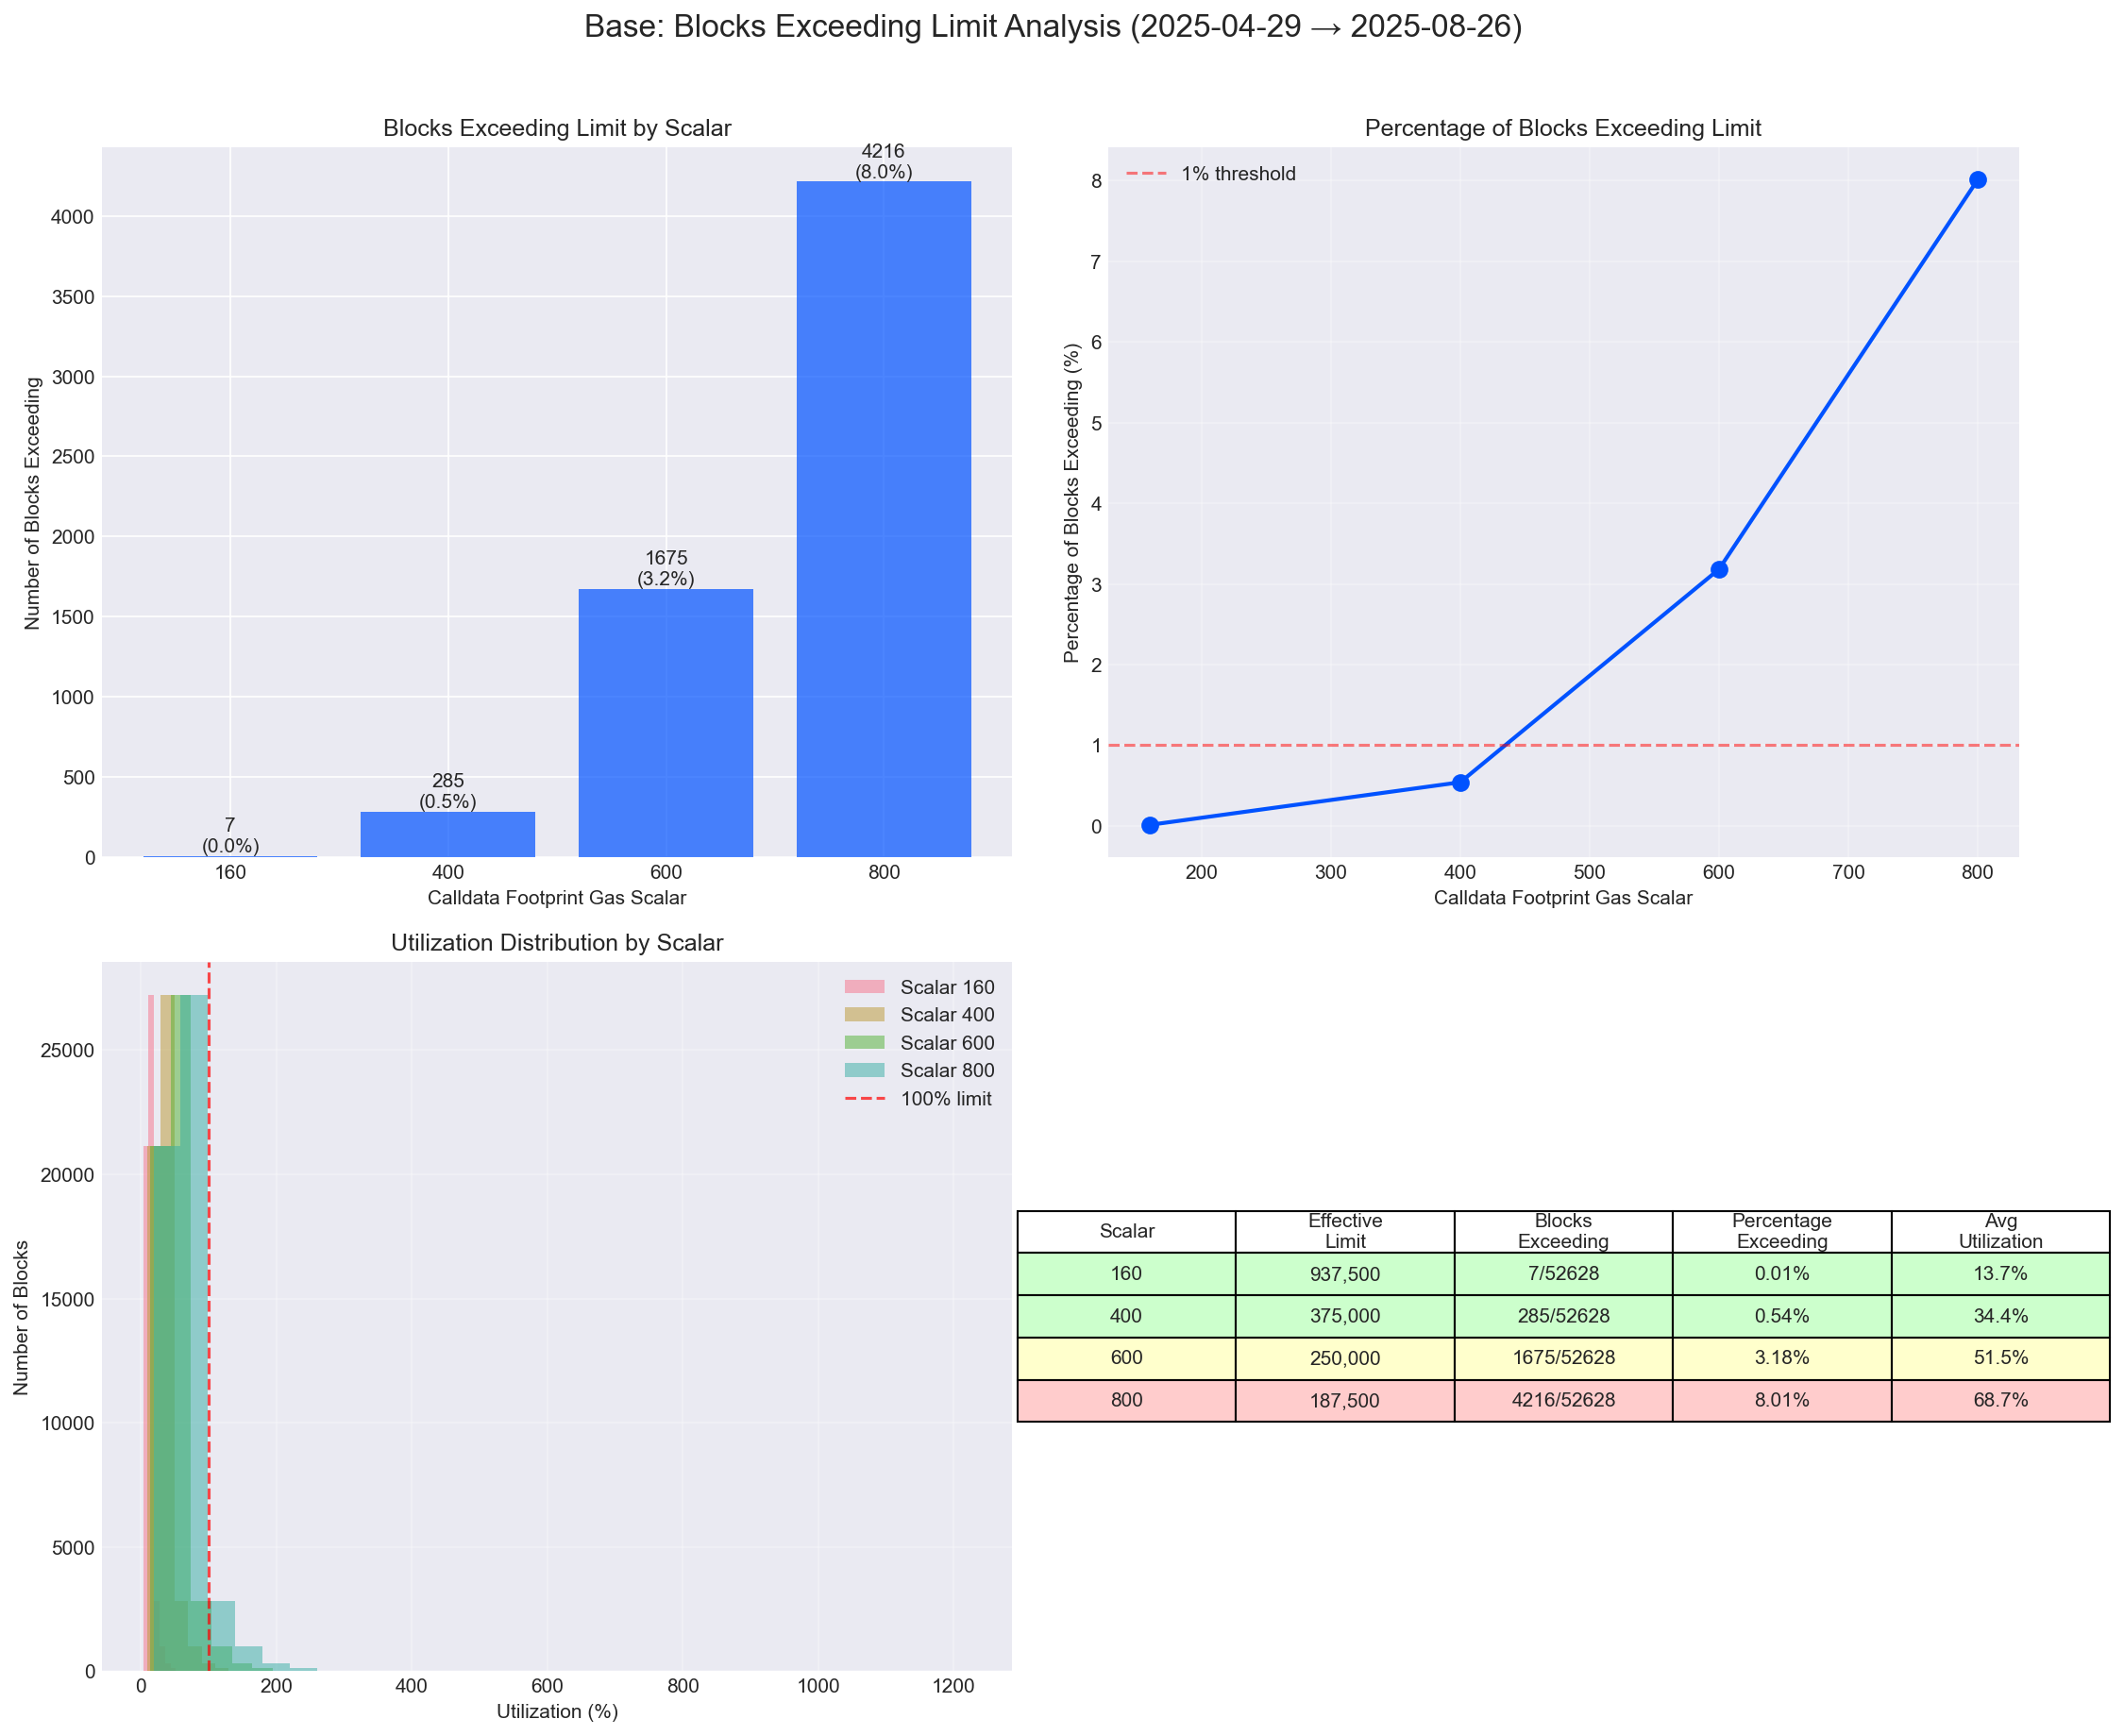 Base: Blocks Exceeding Limit Analysis (2025-04-29 → 2025-08-26)
Blocks Exceeding Limit by Scalar
Number of Blocks Exceeding
4000
3500
3000
2500
2000
1500
1000
500
0
7
(0.0%)
285
(0.5%)
1675
(3.2%)
4216
(8.0%)
160
400
600
800
Calldata Footprint Gas Scalar
Percentage of Blocks Exceeding Limit
1% threshold
Percentage of Blocks Exceeding (%)
8
7
6
5
4
3
2
1
0
200
300
400
500
600
700
800
Calldata Footprint Gas Scalar
Utilization Distribution by Scalar
Scalar 160
Scalar 400
Scalar 600
Scalar 800
100% limit
Number of Blocks
25000
20000
15000
10000
5000
0
0
200
400
600
800
1000
1200
Utilization (%)
Scalar
Effective
Limit
Blocks
Exceeding
Percentage
Exceeding
Avg
Utilization
160
937,500
7/52628
0.01%
13.7%
400
375,000
285/52628
0.54%
34.4%
600
250,000
1675/52628
3.18%
51.5%
800
187,500
4216/52628
8.01%
68.7%